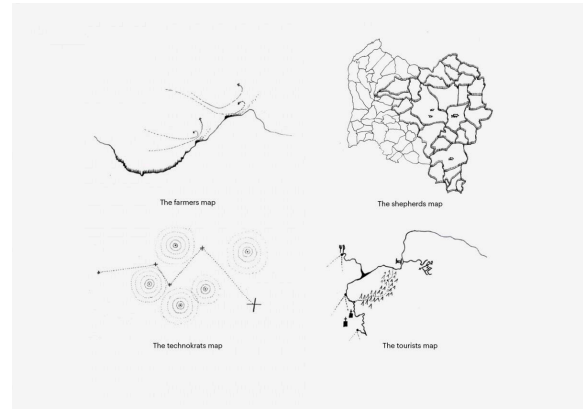 The farmers map
The shepherds map
The technokrats map
The tourists map